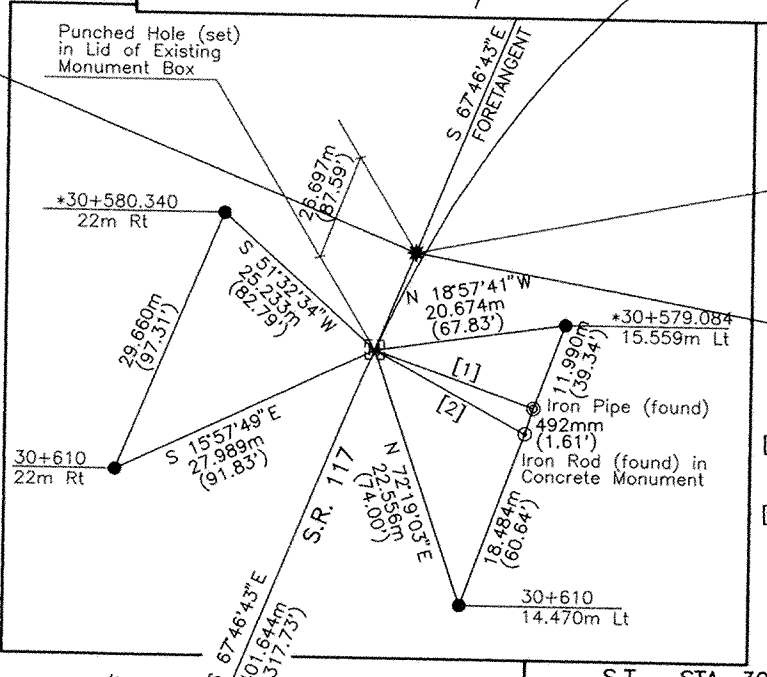 Punched Hole (set)
in Lid of Existing
Monument Box
S 67°46'43"E
FORETANGENT
26.697m
(87.59')
*30+580.340
22m Rt
S 51°32'34"W
25.233m
(82.79')
N 18°57'41"W
20.674m
(67.83')
*30+579.084
15.559m Lt
29.660m
(97.31')
11.990m
(39.34')
[1]
[2]
Iron Pipe (found)
492mm
(1.61')
Iron Rod (found) in
Concrete Monument
S 15°57'49"E
27.989m
(91.83')
30+610
22m Rt
N 72°19'03"E
22.556m
(74.00')
S.R. 117
18.484m
(60.64')
30+610
14.470m Lt
67°46'43"E
01.644m
317.73')
S.T. STA. 30